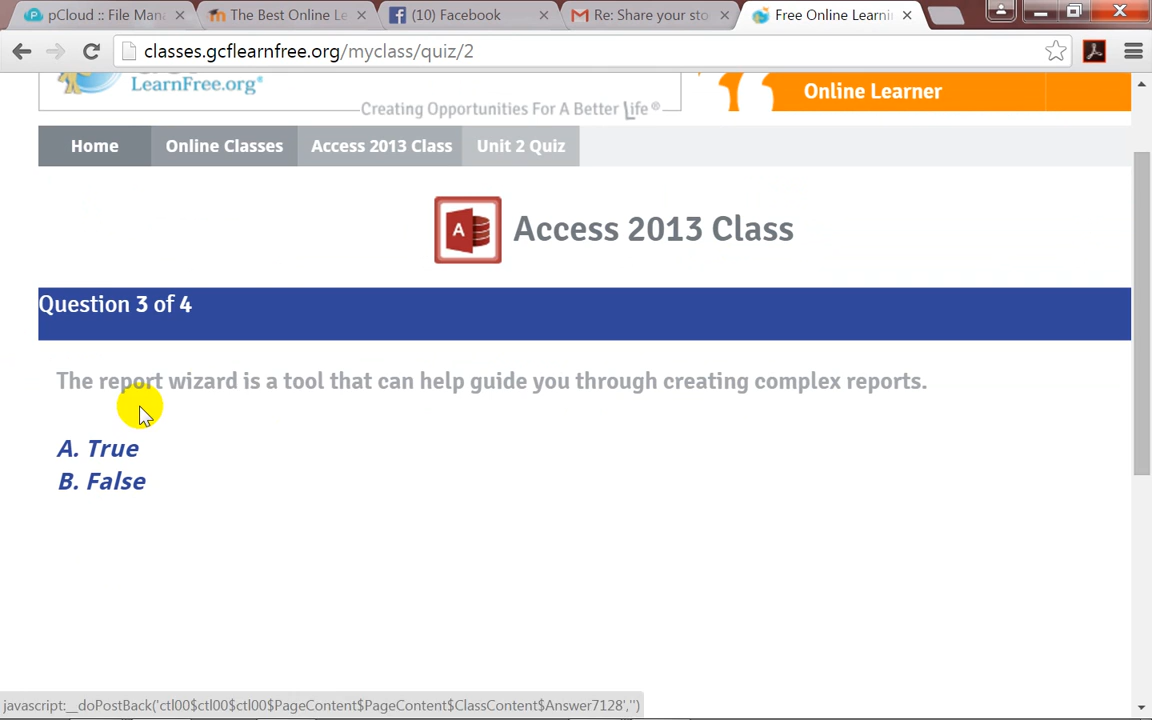 pCloud :: File Mana
The Best Online Le
(10) Facebook
Re: Share your sto
Free Online Learnin
classes.gcflearnfree.org/myclass/quiz/2
LearnFree.org®
Creating Opportunities For A Better Life®
Online Learner
Home
Online Classes
Access 2013 Class
Unit 2 Quiz
A
Access 2013 Class
Question 3 of 4
The report wizard is a tool that can help guide you through creating complex reports.
A. True
B. False
javascript:__doPostBack('ctl00$ctl00$ctl00$PageContent$PageContent$ClassContent$Answer7128','')